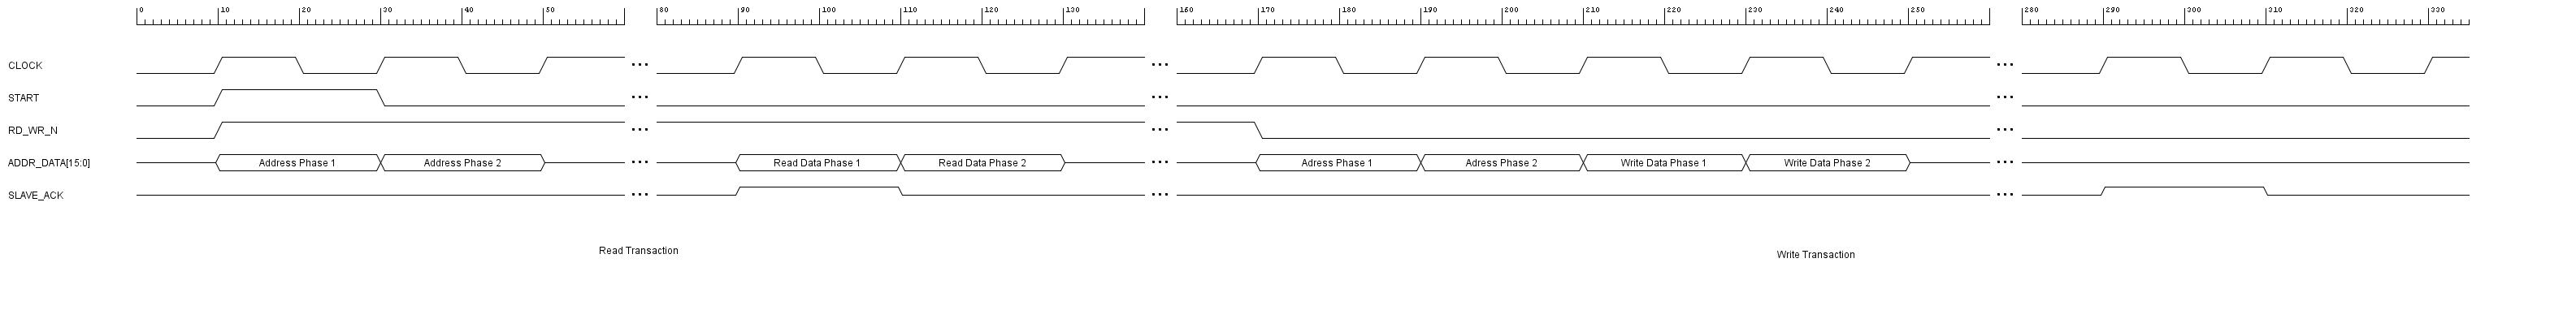 0 10 20 30 40 50 80 90 100 110 120 130 160 170 180 190 200 210 220 230 240 250 280 290 300 310 320 330
CLOCK ... ... ...
START ... ... ...
RD_WR_N ... ... ...
ADDR_DATA[15:0] Address Phase 1 Address Phase 2 ... Read Data Phase 1 Read Data Phase 2 ... Adress Phase 1 Adress Phase 2 Write Data Phase 1 Write Data Phase 2 ...
SLAVE_ACK ... ... ...
Read Transaction Write Transaction